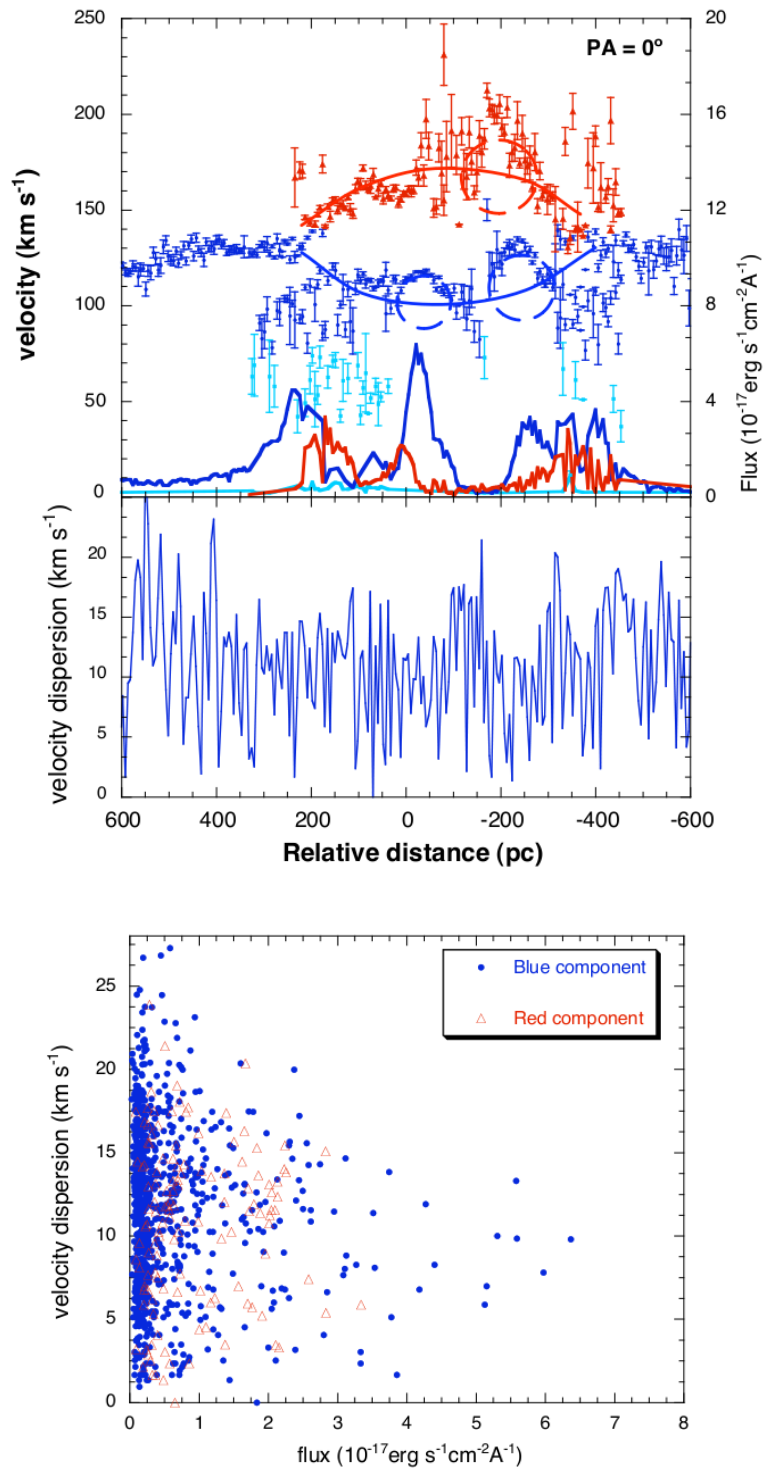 PA = 0º
250
200
150
100
50
0
velocity (km s-1)
20
16
12
8
4
0
Flux (10-17erg s-1cm-2A-1)
20
15
10
5
0
velocity dispersion (km s-1)
600 400 200 0 -200 -400 -600
Relative distance (pc)
25
20
15
10
5
0
velocity dispersion (km s-1)
Blue component
Red component
0 1 2 3 4 5 6 7 8
flux (10-17erg s-1cm-2A-1)